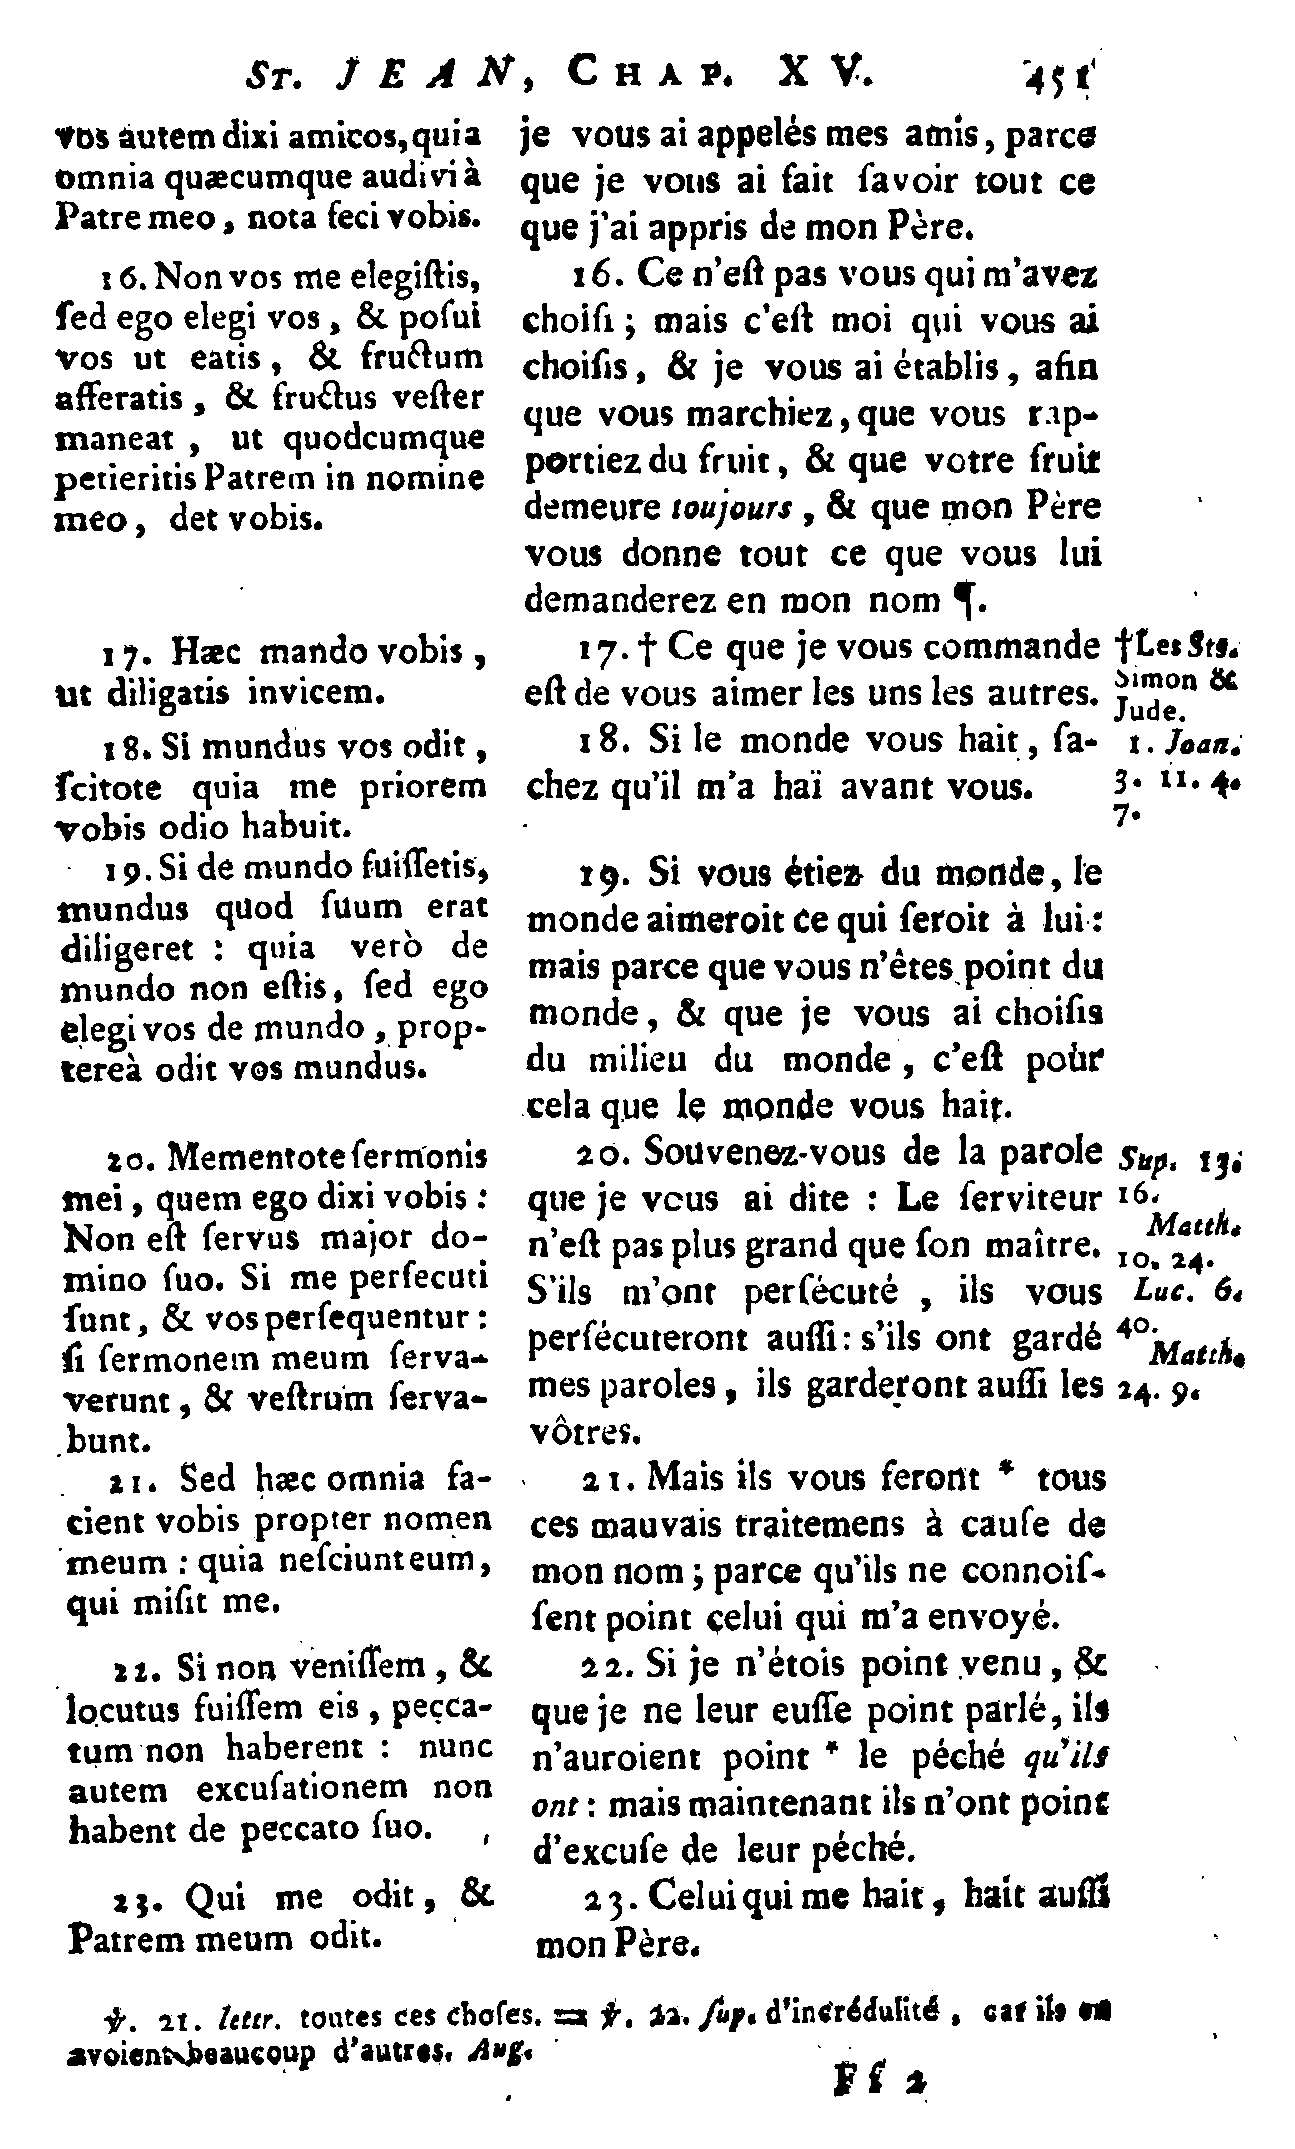 St. JEAN, Chap. XV. 451
vos autem dixi amicos, quia
omnia quæcumque audivi à
Patre meo, nota feci vobis.
16. Non vos me elegiſtis,
ſed ego elegi vos, & poſui
vos ut eatis, & fructum
afferatis, & fructus veſter
maneat, ut quodcumque
petieritis Patrem in nomine
meo, det vobis.
17. Hæc mando vobis,
ut diligatis invicem.
18. Si mundus vos odit,
ſcitote quia me priorem
vobis odio habuit.
19. Si de mundo fuiſſetis,
mundus quod ſuum erat
diligeret : quia verò de
mundo non eſtis, ſed ego
elegi vos de mundo, prop-
tereà odit vos mundus.
20. Mementote ſermonis
mei, quem ego dixi vobis :
Non eſt ſervus major do-
mino ſuo. Si me perſecuti
ſunt, & vos perſequentur :
ſi ſermonem meum ſerva-
verunt, & veſtrum ſerva-
bunt.
21. Sed hæc omnia fa-
cient vobis propter nomen
meum : quia neſciunt eum,
qui miſit me.
22. Si non veniſſem, &
locutus fuiſſem eis, pecca-
tum non haberent : nunc
autem excuſationem non
habent de peccato ſuo.
23. Qui me odit, &
Patrem meum odit.
je vous ai appelés mes amis, parce
que je vous ai fait ſavoir tout ce
que j'ai appris de mon Père.
16. Ce n'eſt pas vous qui m'avez
choiſi ; mais c'eſt moi qui vous ai
choiſis, & je vous ai établis, afin
que vous marchiez, que vous rap-
portiez du fruit, & que votre fruit
demeure toujours, & que mon Père
vous donne tout ce que vous lui
demanderez en mon nom ¶.
17. † Ce que je vous commande
eſt de vous aimer les uns les autres.
18. Si le monde vous hait, ſa-
chez qu'il m'a haï avant vous.
19. Si vous étiez du monde, le
monde aimeroit ce qui ſeroit à lui :
mais parce que vous n'êtes point du
monde, & que je vous ai choiſis
du milieu du monde, c'eſt pour
cela que le monde vous hait.
20. Souvenez-vous de la parole
que je vous ai dite : Le ſerviteur
n'eſt pas plus grand que ſon maître.
S'ils m'ont perſécuté, ils vous
perſécuteront auſſi : s'ils ont gardé
mes paroles, ils garderont auſſi les
vôtres.
21. Mais ils vous feront * tous
ces mauvais traitemens à cauſe de
mon nom ; parce qu'ils ne connoiſ-
ſent point celui qui m'a envoyé.
22. Si je n'étois point venu, &
que je ne leur euſſe point parlé, ils
n'auroient point * le péché qu'ils
ont : mais maintenant ils n'ont point
d'excuſe de leur péché.
23. Celui qui me hait, hait auſſi
mon Père.
† Les Sts.
Simon &
Jude.
1. Joan.
3. 11. 4.
7.
Sup. 13.
16.
Matth.
10. 24.
Luc. 6.
40.
Matth.
24. 9.
℣. 21. lettr. toutes ces choſes. = ℣. 22. ſup. d'incrédulité, car ils en
avoient beaucoup d'autres. Aug.
Ff 2